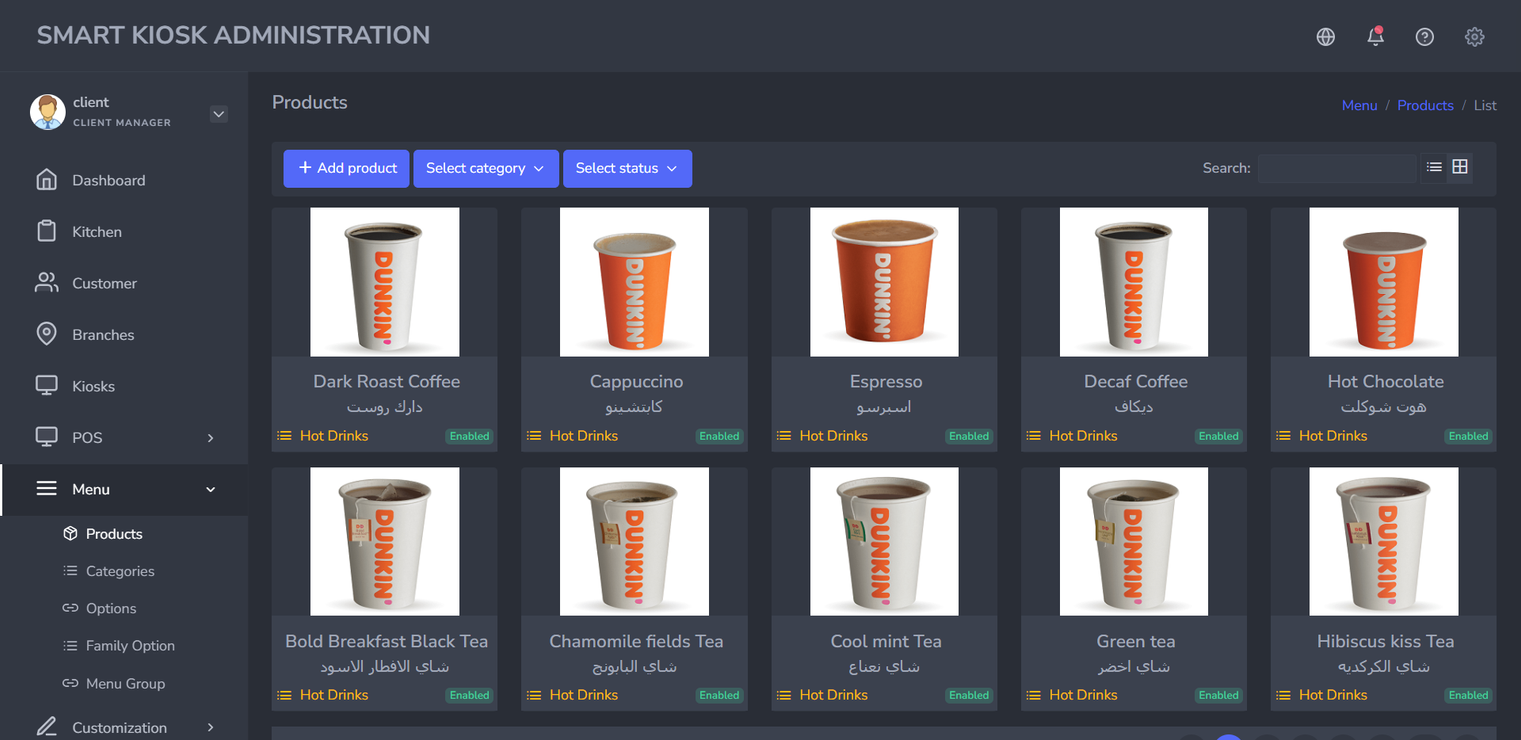 SMART KIOSK ADMINISTRATION
client
CLIENT MANAGER
Dashboard
Kitchen
Customer
Branches
Kiosks
POS
Menu
Products
Categories
Options
Family Option
Menu Group
Customization
Products
Menu / Products / List
+ Add product
Select category
Select status
Search:
DUNKIN'
DUNKIN'
DUNKIN'
DUNKIN'
DUNKIN'
Dark Roast Coffee
دارك روست
Hot Drinks
Enabled
Cappuccino
كابتشينو
Hot Drinks
Enabled
Espresso
اسبرسو
Hot Drinks
Enabled
Decaf Coffee
ديكاف
Hot Drinks
Enabled
Hot Chocolate
هوت شوكلت
Hot Drinks
Enabled
DUNKIN'
DUNKIN'
DUNKIN'
DUNKIN'
DUNKIN'
Bold Breakfast Black Tea
شاي الافطار الاسود
Hot Drinks
Enabled
Chamomile fields Tea
شاي البابونج
Hot Drinks
Enabled
Cool mint Tea
شاي نعناع
Hot Drinks
Enabled
Green tea
شاي اخضر
Hot Drinks
Enabled
Hibiscus kiss Tea
شاي الكركديه
Hot Drinks
Enabled